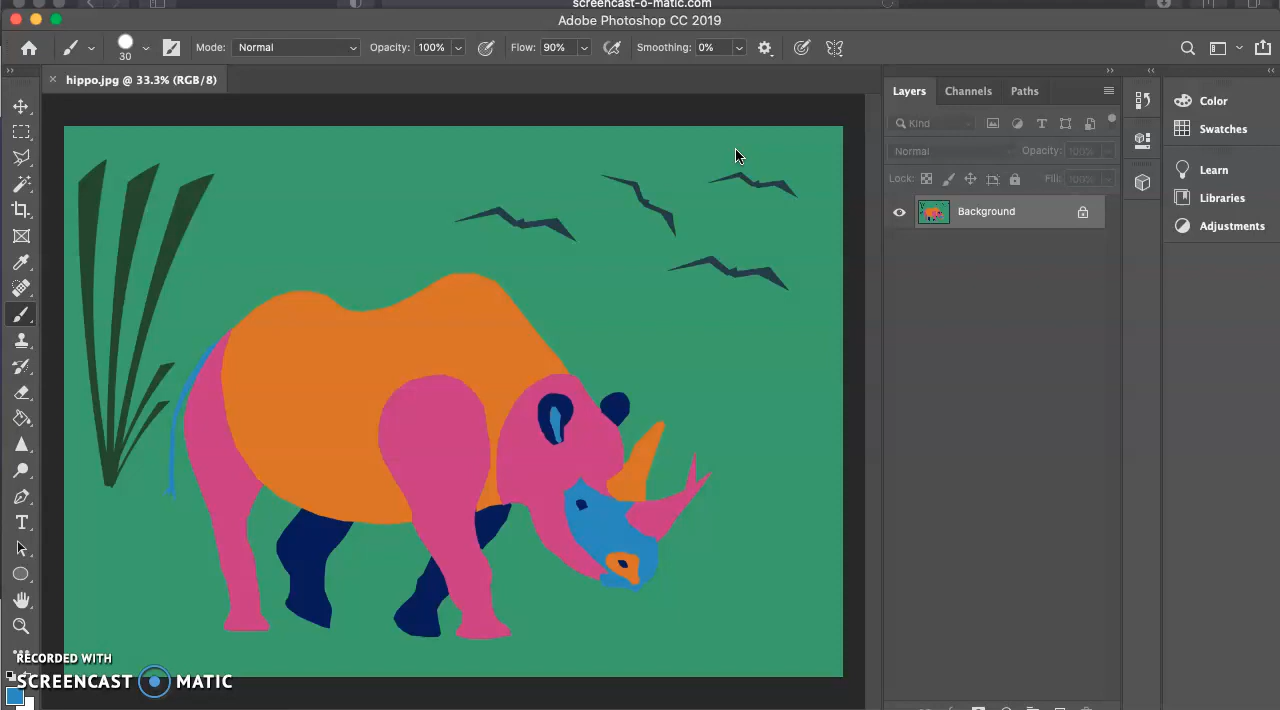 screencast-o-matic.com
Adobe Photoshop CC 2019
30
Mode: Normal Opacity: 100% Flow: 90% Smoothing: 0%
× hippo.jpg @ 33.3% (RGB/8)
Layers Channels Paths
Kind
Normal Opacity: 100%
Lock: Fill: 100%
Background
Color
Swatches
Learn
Libraries
Adjustments
RECORDED WITH
SCREENCAST MATIC